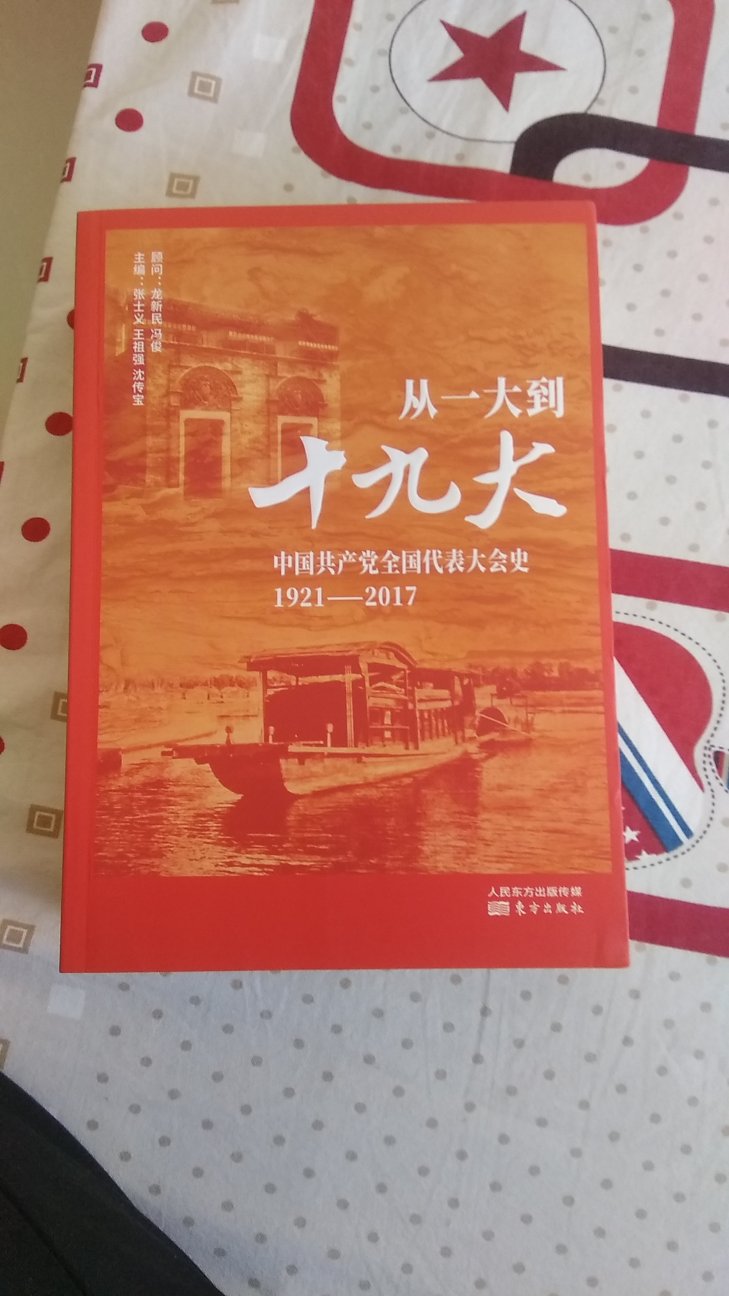 顾问：龙新民 冯俊
主编：张士义 王祖强 沈传宝
从一大到
十九大
中国共产党全国代表大会史
1921—2017
人民东方出版传媒
东方出版社